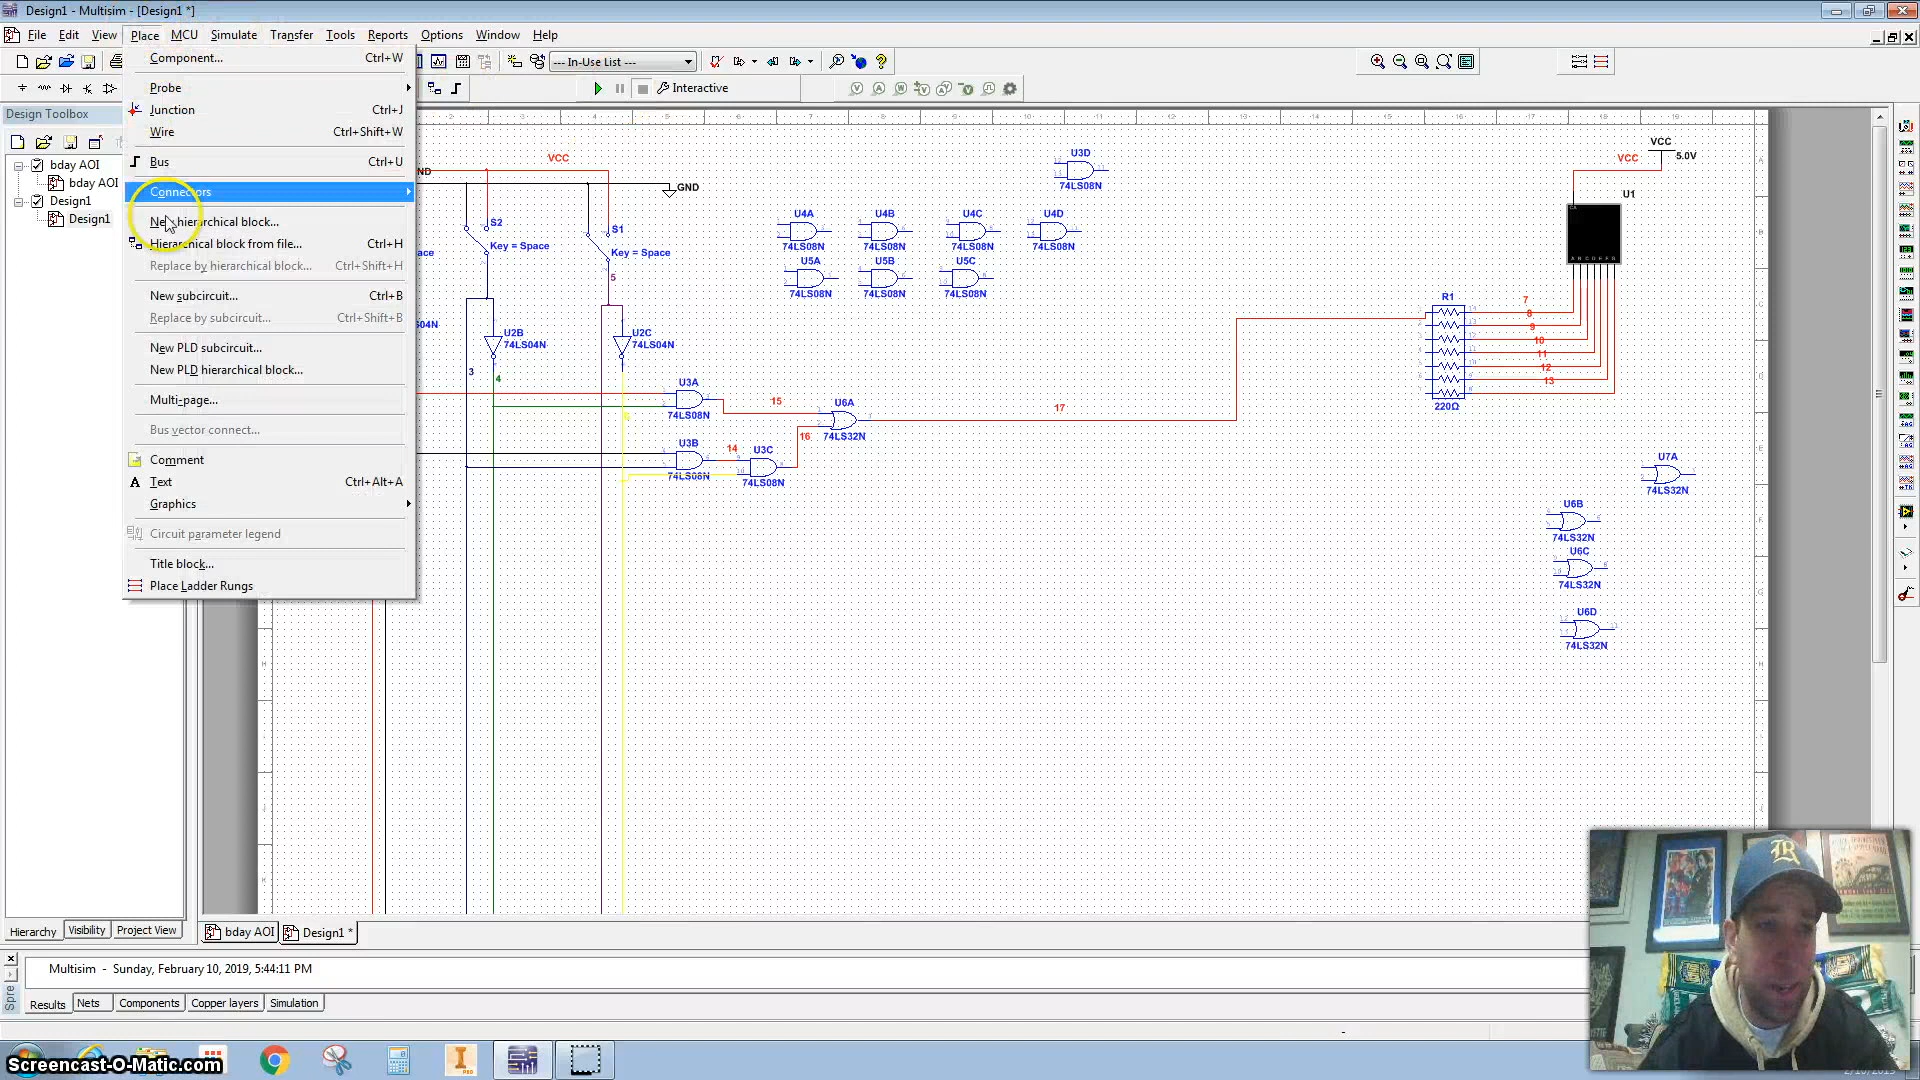 Design1 - Multisim - [Design1 *]
File Edit View Place MCU Simulate Transfer Tools Reports Options Window Help
Component... Ctrl+W
--- In-Use List ---
Probe
Interactive
Junction Ctrl+J
Wire Ctrl+Shift+W
Bus Ctrl+U
Connectors
New hierarchical block...
Hierarchical block from file... Ctrl+H
Replace by hierarchical block... Ctrl+Shift+H
New subcircuit... Ctrl+B
Replace by subcircuit... Ctrl+Shift+B
New PLD subcircuit...
New PLD hierarchical block...
Multi-page...
Bus vector connect...
Comment
Text Ctrl+Alt+A
Graphics
Circuit parameter legend
Title block...
Place Ladder Rungs
Design Toolbox
bday AOI
bday AOI
Design1
Design1
VCC
ND
GND
S2
Key = Space
S1
Key = Space
ace
5
04N
U2B
74LS04N
U2C
74LS04N
3
4
U3D
74LS08N
U4A
74LS08N
U4B
74LS08N
U4C
74LS08N
U4D
74LS08N
U5A
74LS08N
U5B
74LS08N
U5C
74LS08N
U3A
74LS08N
15
U6A
74LS32N
16
17
U3B
74LS08N
14
U3C
74LS08N
VCC
VCC
5.0V
U1
R1
220Ω
7
8
9
10
11
12
13
U7A
74LS32N
U6B
74LS32N
U6C
74LS32N
U6D
74LS32N
Hierarchy Visibility Project View
bday AOI Design1 *
Multisim - Sunday, February 10, 2019, 5:44:11 PM
Spre
Results Nets Components Copper layers Simulation
Screencast-O-Matic.com